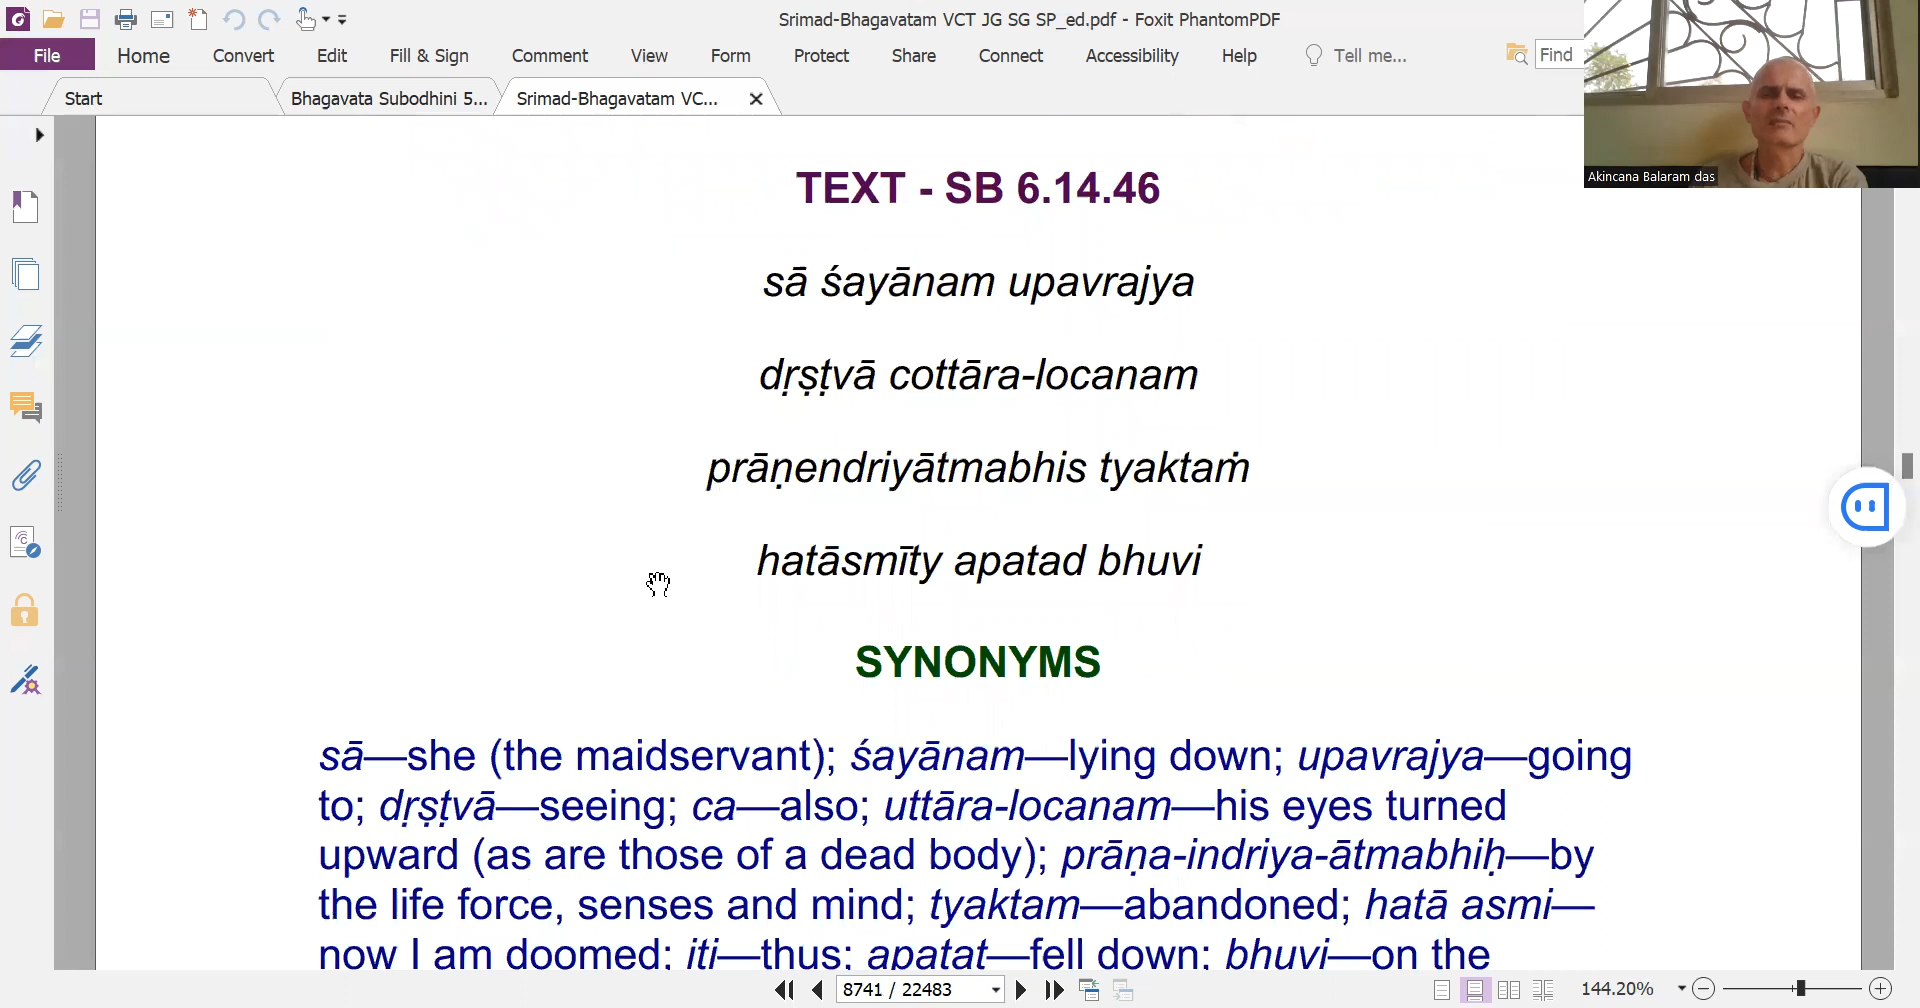 Srimad-Bhagavatam VCT JG SG SP_ed.pdf - Foxit PhantomPDF
File Home Convert Edit Fill & Sign Comment View Form Protect Share Connect Accessibility Help Tell me... Find
Start Bhagavata Subodhini 5... Srimad-Bhagavatam VC...
Akincana Balaram das
TEXT - SB 6.14.46
sā śayānam upavrajya
dṛṣṭvā cottāra-locanam
prāṇendriyātmabhis tyaktaṁ
hatāsmīty apatad bhuvi
SYNONYMS
sā—she (the maidservant); śayānam—lying down; upavrajya—going
to; dṛṣṭvā—seeing; ca—also; uttāra-locanam—his eyes turned
upward (as are those of a dead body); prāṇa-indriya-ātmabhiḥ—by
the life force, senses and mind; tyaktam—abandoned; hatā asmi—
now I am doomed; iti—thus; apatat—fell down; bhuvi—on the
8741 / 22483 144.20%